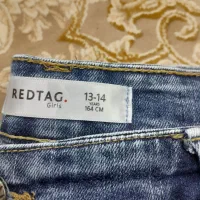 REDTAG.
Girls
13-14
YEARS
164 CM